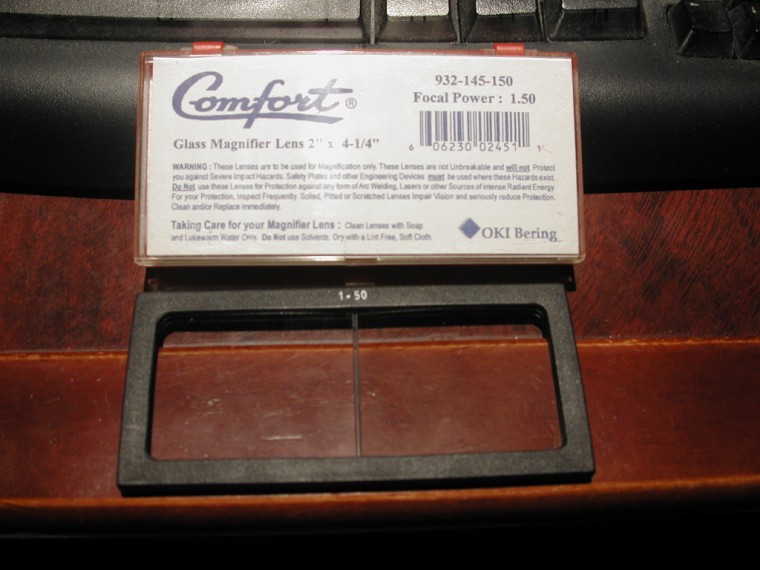 Comfort®
932-145-150
Focal Power : 1.50
Glass Magnifier Lens 2" x 4-1/4"
6 06230 02451 1
WARNING : These Lenses are to be used for Magnification only. These Lenses are not Unbreakable and will not Protect
you against Severe Impact Hazards. Safety Plates and other Engineering Devices must be used where these Hazards exist.
Do Not use these Lenses for Protection against any form of Arc Welding, Lasers or other Sources of Intense Radiant Energy
For your Protection, Inspect Frequently. Soiled, Pitted or Scratched Lenses Impair Vision and seriously reduce Protection.
Clean and/or Replace Immediately.
Taking Care for your Magnifier Lens : Clean Lenses with Soap
and Lukewarm Water Only. Do Not use Solvents. Dry with a Lint Free, Soft Cloth.
OKI Bering
1•50